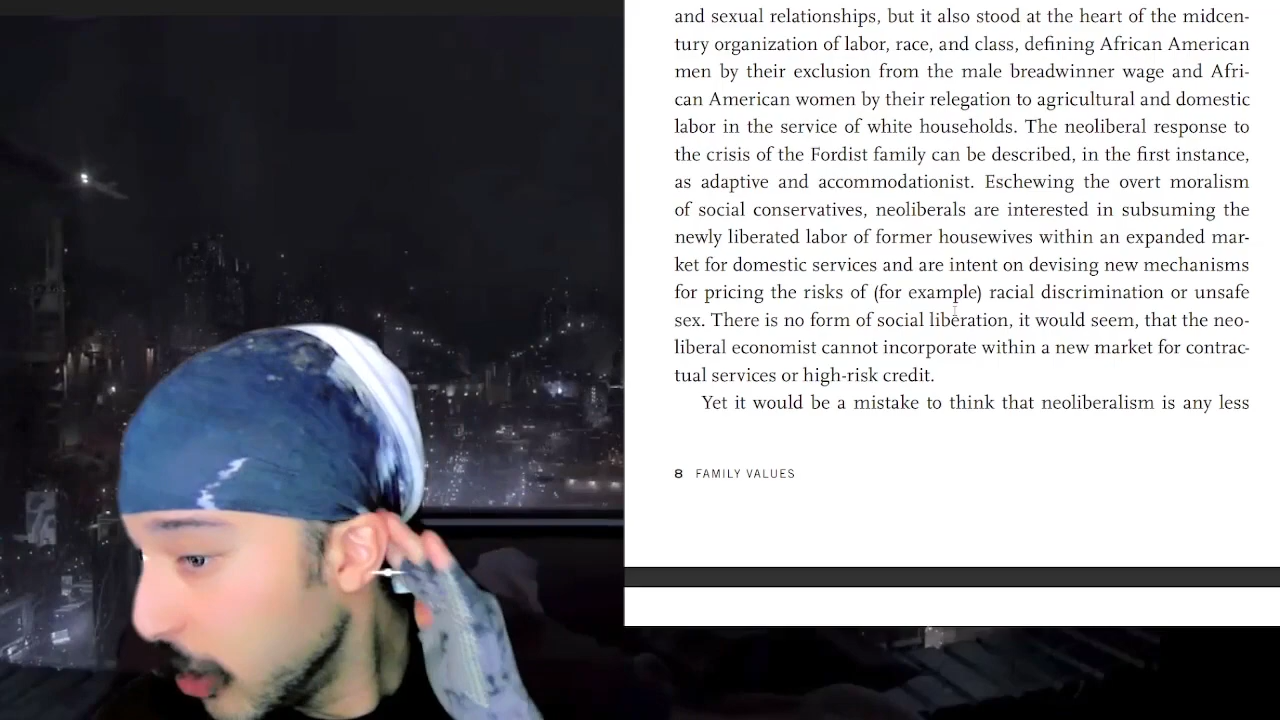 and sexual relationships, but it also stood at the heart of the midcen-
tury organization of labor, race, and class, defining African American
men by their exclusion from the male breadwinner wage and Afri-
can American women by their relegation to agricultural and domestic
labor in the service of white households. The neoliberal response to
the crisis of the Fordist family can be described, in the first instance,
as adaptive and accommodationist. Eschewing the overt moralism
of social conservatives, neoliberals are interested in subsuming the
newly liberated labor of former housewives within an expanded mar-
ket for domestic services and are intent on devising new mechanisms
for pricing the risks of (for example) racial discrimination or unsafe
sex. There is no form of social liberation, it would seem, that the neo-
liberal economist cannot incorporate within a new market for contrac-
tual services or high-risk credit.
Yet it would be a mistake to think that neoliberalism is any less
8 FAMILY VALUES